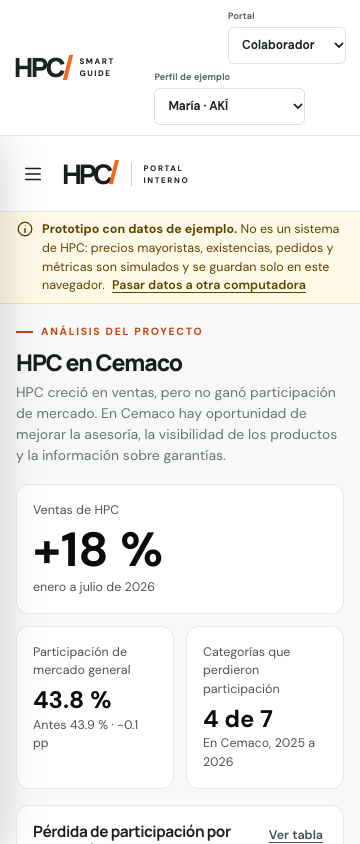 Portal
HPC/ SMART GUIDE
Colaborador
Perfil de ejemplo
María · AKÍ
HPC/ PORTAL INTERNO
Prototipo con datos de ejemplo. No es un sistema
de HPC: precios mayoristas, existencias, pedidos y
métricas son simulados y se guardan solo en este
navegador. Pasar datos a otra computadora
ANÁLISIS DEL PROYECTO
HPC en Cemaco
HPC creció en ventas, pero no ganó participación
de mercado. En Cemaco hay oportunidad de
mejorar la asesoría, la visibilidad de los productos
y la información sobre garantías.
Ventas de HPC
+18 %
enero a julio de 2026
Participación de
mercado general
43.8 %
Antes 43.9 % · −0.1
pp
Categorías que
perdieron
participación
4 de 7
En Cemaco, 2025 a
2026
Pérdida de participación por
Ver tabla